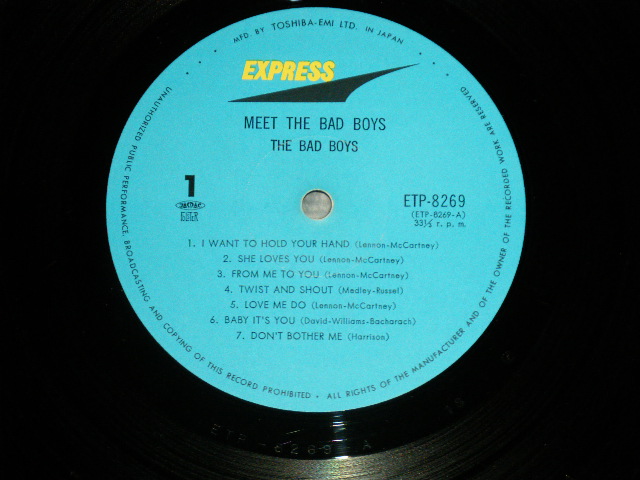 MFD. BY TOSHIBA-EMI LTD. IN JAPAN
EXPRESS
MEET THE BAD BOYS
THE BAD BOYS
1
ETP-8269
(ETP-8269-A)
33⅓ r. p. m.
JASRAC
1. I WANT TO HOLD YOUR HAND (Lennon-McCartney)
2. SHE LOVES YOU (Lennon-McCartney)
3. FROM ME TO YOU (Lennon-McCartney)
4. TWIST AND SHOUT (Medley-Russel)
5. LOVE ME DO (Lennon-McCartney)
6. BABY IT'S YOU (David-Williams-Bacharach)
7. DON'T BOTHER ME (Harrison)
UNAUTHORIZED PUBLIC PERFORMANCE, BROADCASTING AND COPYING OF THIS RECORD PROHIBITED • ALL RIGHTS OF THE MANUFACTURER AND OF THE OWNER OF THE RECORDED WORK ARE RESERVED
ETP-8269 A
1S